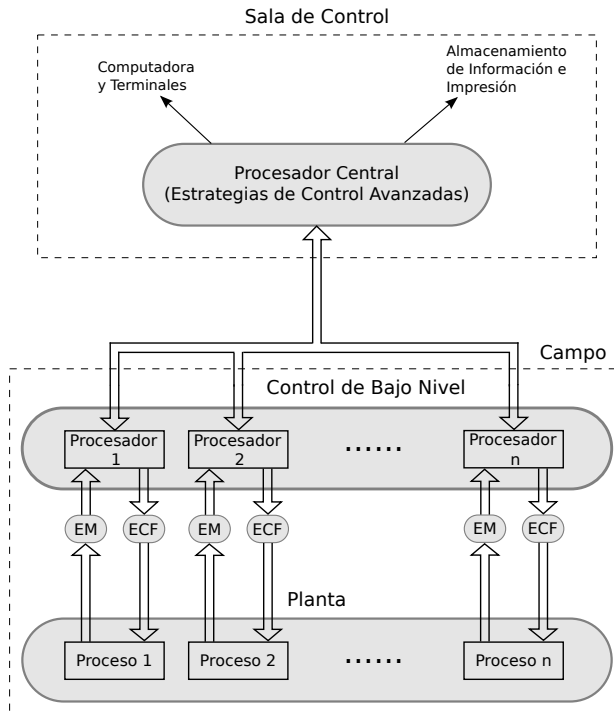 Sala de Control
Computadora
y Terminales
Almacenamiento
de Información e
Impresión
Procesador Central
(Estrategias de Control Avanzadas)
Campo
Control de Bajo Nivel
Procesador
1
Procesador
2
......
Procesador
n
EM
ECF
EM
ECF
EM
ECF
Planta
Proceso 1
Proceso 2
......
Proceso n